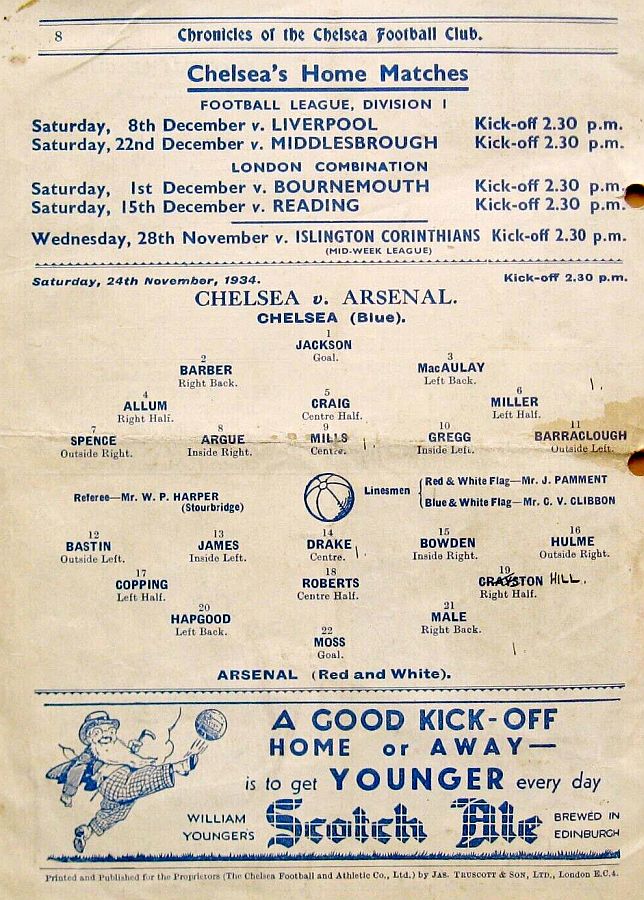 8 Chronicles of the Chelsea Football Club.
Chelsea's Home Matches
FOOTBALL LEAGUE, DIVISION I
Saturday, 8th December v. LIVERPOOL Kick-off 2.30 p.m.
Saturday, 22nd December v. MIDDLESBROUGH Kick-off 2.30 p.m.
LONDON COMBINATION
Saturday, 1st December v. BOURNEMOUTH Kick-off 2.30 p.m.
Saturday, 15th December v. READING Kick-off 2.30 p.m.
Wednesday, 28th November v. ISLINGTON CORINTHIANS Kick-off 2.30 p.m.
(MID-WEEK LEAGUE)
Saturday, 24th November, 1934. Kick-off 2.30 p.m.
CHELSEA v. ARSENAL.
CHELSEA (Blue).
1
JACKSON
Goal.
2 3
BARBER MacAULAY
Right Back. Left Back.
4 5 6 1.
ALLUM CRAIG MILLER
Right Half. Centre Half. Left Half.
7 8 9 10 11
SPENCE ARGUE MILLS 1. GREGG BARRACLOUGH
Outside Right. Inside Right. Centre. Inside Left. Outside Left.
Referee—Mr. W. P. HARPER
(Stourbridge)
Linesmen
Red & White Flag—Mr. J. PAMMENT
Blue & White Flag—Mr. C. V. CLIBBON
12 13 14 15 16
BASTIN JAMES DRAKE 1. BOWDEN HULME
Outside Left. Inside Left. Centre. Inside Right. Outside Right.
17 18 19
COPPING ROBERTS CRAYSTON HILL.
Left Half. Centre Half. Right Half.
20 21
HAPGOOD MALE
Left Back. Right Back.
22
MOSS
Goal.
ARSENAL (Red and White).
A GOOD KICK-OFF
HOME or AWAY—
is to get YOUNGER every day
WILLIAM YOUNGER'S Scotch Ale BREWED IN EDINBURGH
Printed and Published for the Proprietors (The Chelsea Football and Athletic Co., Ltd.) by JAS. TRUSCOTT & SON, LTD., London E.C.4.